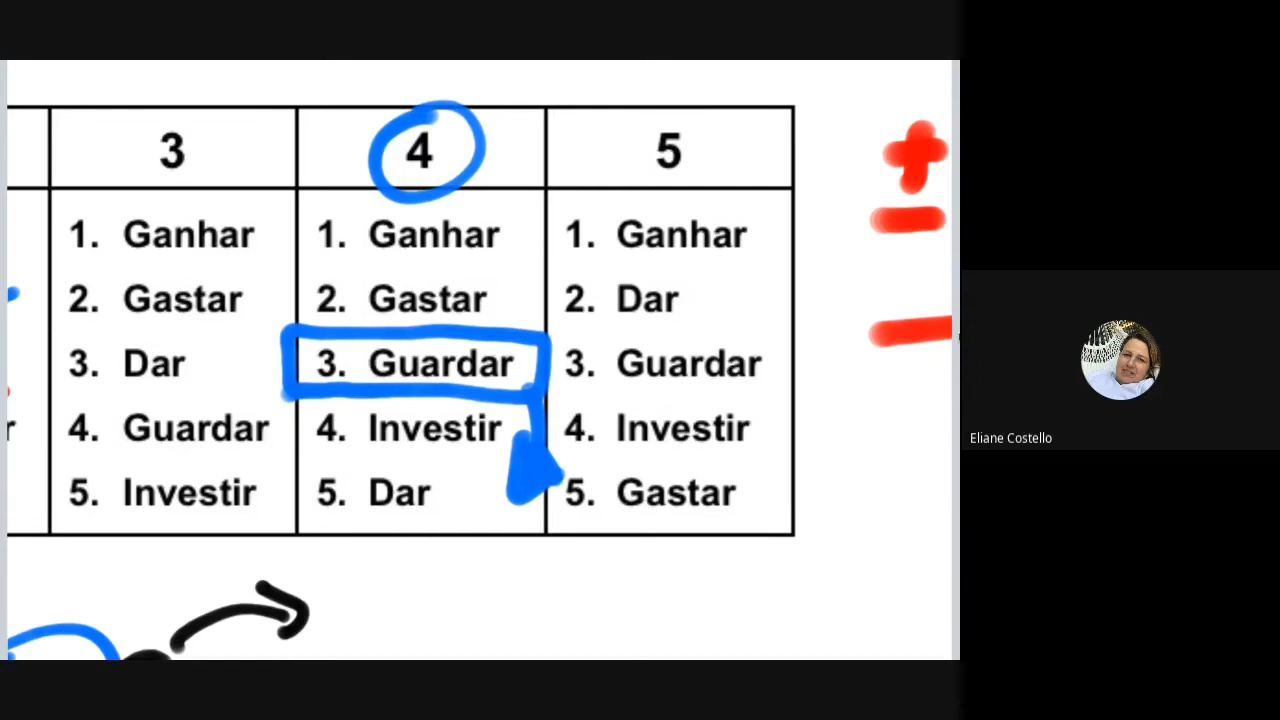 3 4 5
1. Ganhar 1. Ganhar 1. Ganhar
2. Gastar 2. Gastar 2. Dar
3. Dar 3. Guardar 3. Guardar
4. Guardar 4. Investir 4. Investir
5. Investir 5. Dar 5. Gastar
Eliane Costello